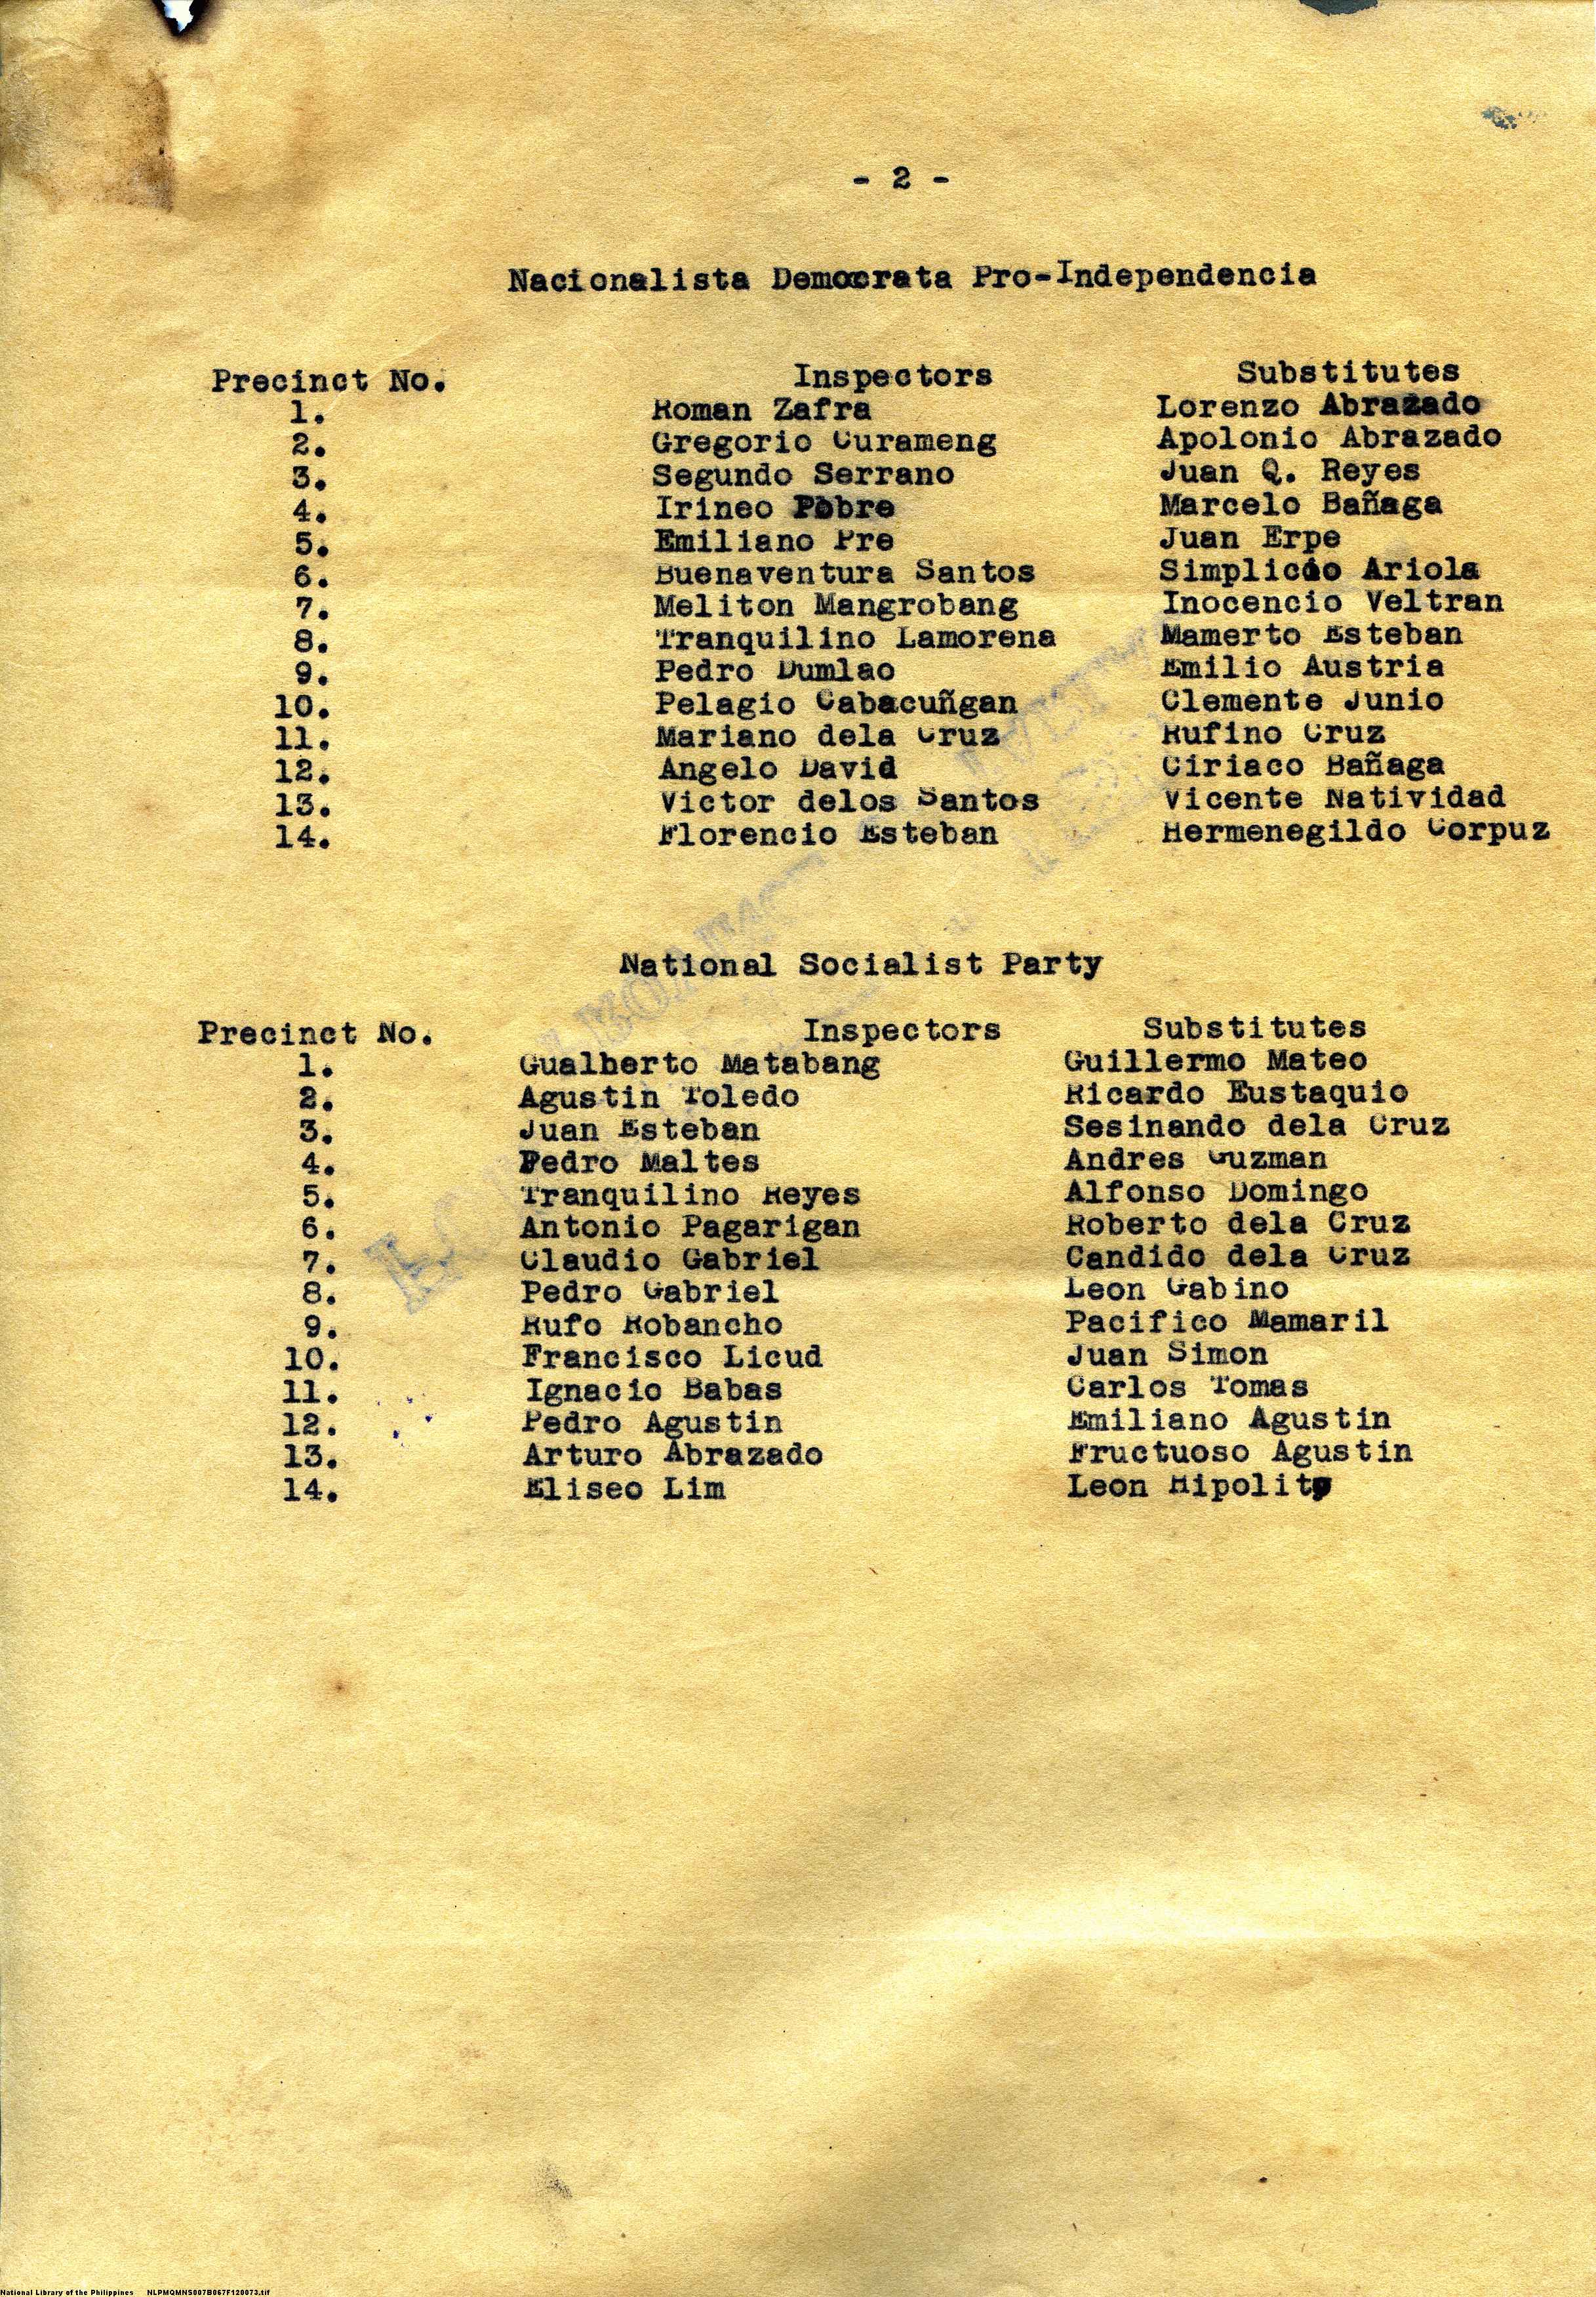 - 2 -
Nacionalista Democrata Pro-Independencia
Precinct No. Inspectors Substitutes
1. Roman Zafra Lorenzo Abrazado
2. Gregorio Curameng Apolonio Abrazado
3. Segundo Serrano Juan Q. Reyes
4. Irineo Pobre Marcelo Bañaga
5. Emiliano Pre Juan Erpe
6. Buenaventura Santos Simplicio Ariola
7. Meliton Mangrobang Inocencio Veltran
8. Tranquilino Lamorena Mamerto Esteban
9. Pedro Dumlao Emilio Austria
10. Pelagio Cabacuñgan Clemente Junio
11. Mariano dela Cruz Rufino Cruz
12. Angelo David Ciriaco Bañaga
13. Victor delos Santos Vicente Natividad
14. Florencio Esteban Hermenegildo Corpuz
National Socialist Party
Precinct No. Inspectors Substitutes
1. Gualberto Matabang Guillermo Mateo
2. Agustin Toledo Ricardo Eustaquio
3. Juan Esteban Sesinando dela Cruz
4. Pedro Maltes Andres Guzman
5. Tranquilino Reyes Alfonso Domingo
6. Antonio Pagarigan Roberto dela Cruz
7. Claudio Gabriel Candido dela Cruz
8. Pedro Gabriel Leon Gabino
9. Rufo Robancho Pacifico Mamaril
10. Francisco Licud Juan Simon
11. Ignacio Babas Carlos Tomas
12. Pedro Agustin Emiliano Agustin
13. Arturo Abrazado Fructuoso Agustin
14. Eliseo Lim Leon Hipolito
National Library of the Philippines NLPMQMNS007B067F120073.tif